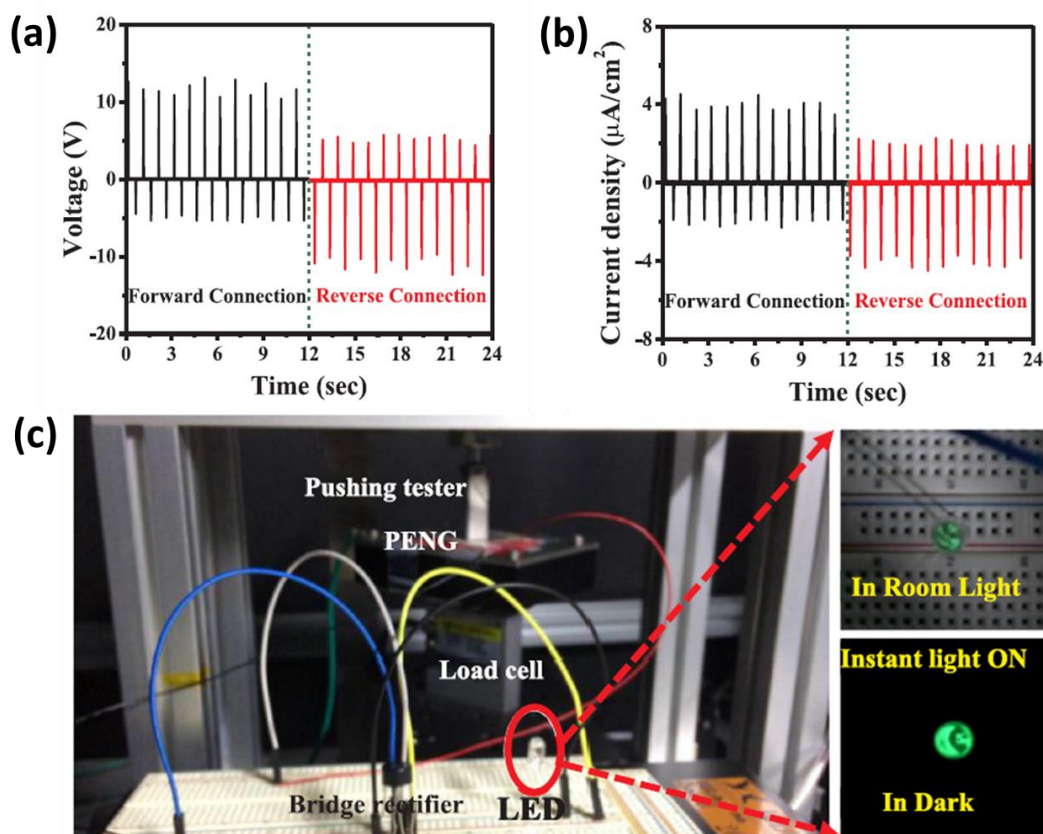 (a)
20
10
0
-10
-20
Voltage (V)
Forward Connection
Reverse Connection
0 3 6 9 12 15 18 21 24
Time (sec)
(b)
8
4
0
-4
-8
Current density (μA/cm²)
Forward Connection
Reverse Connection
0 3 6 9 12 15 18 21 24
Time (sec)
(c)
Pushing tester
PENG
Load cell
Bridge rectifier
LED
In Room Light
Instant light ON
In Dark